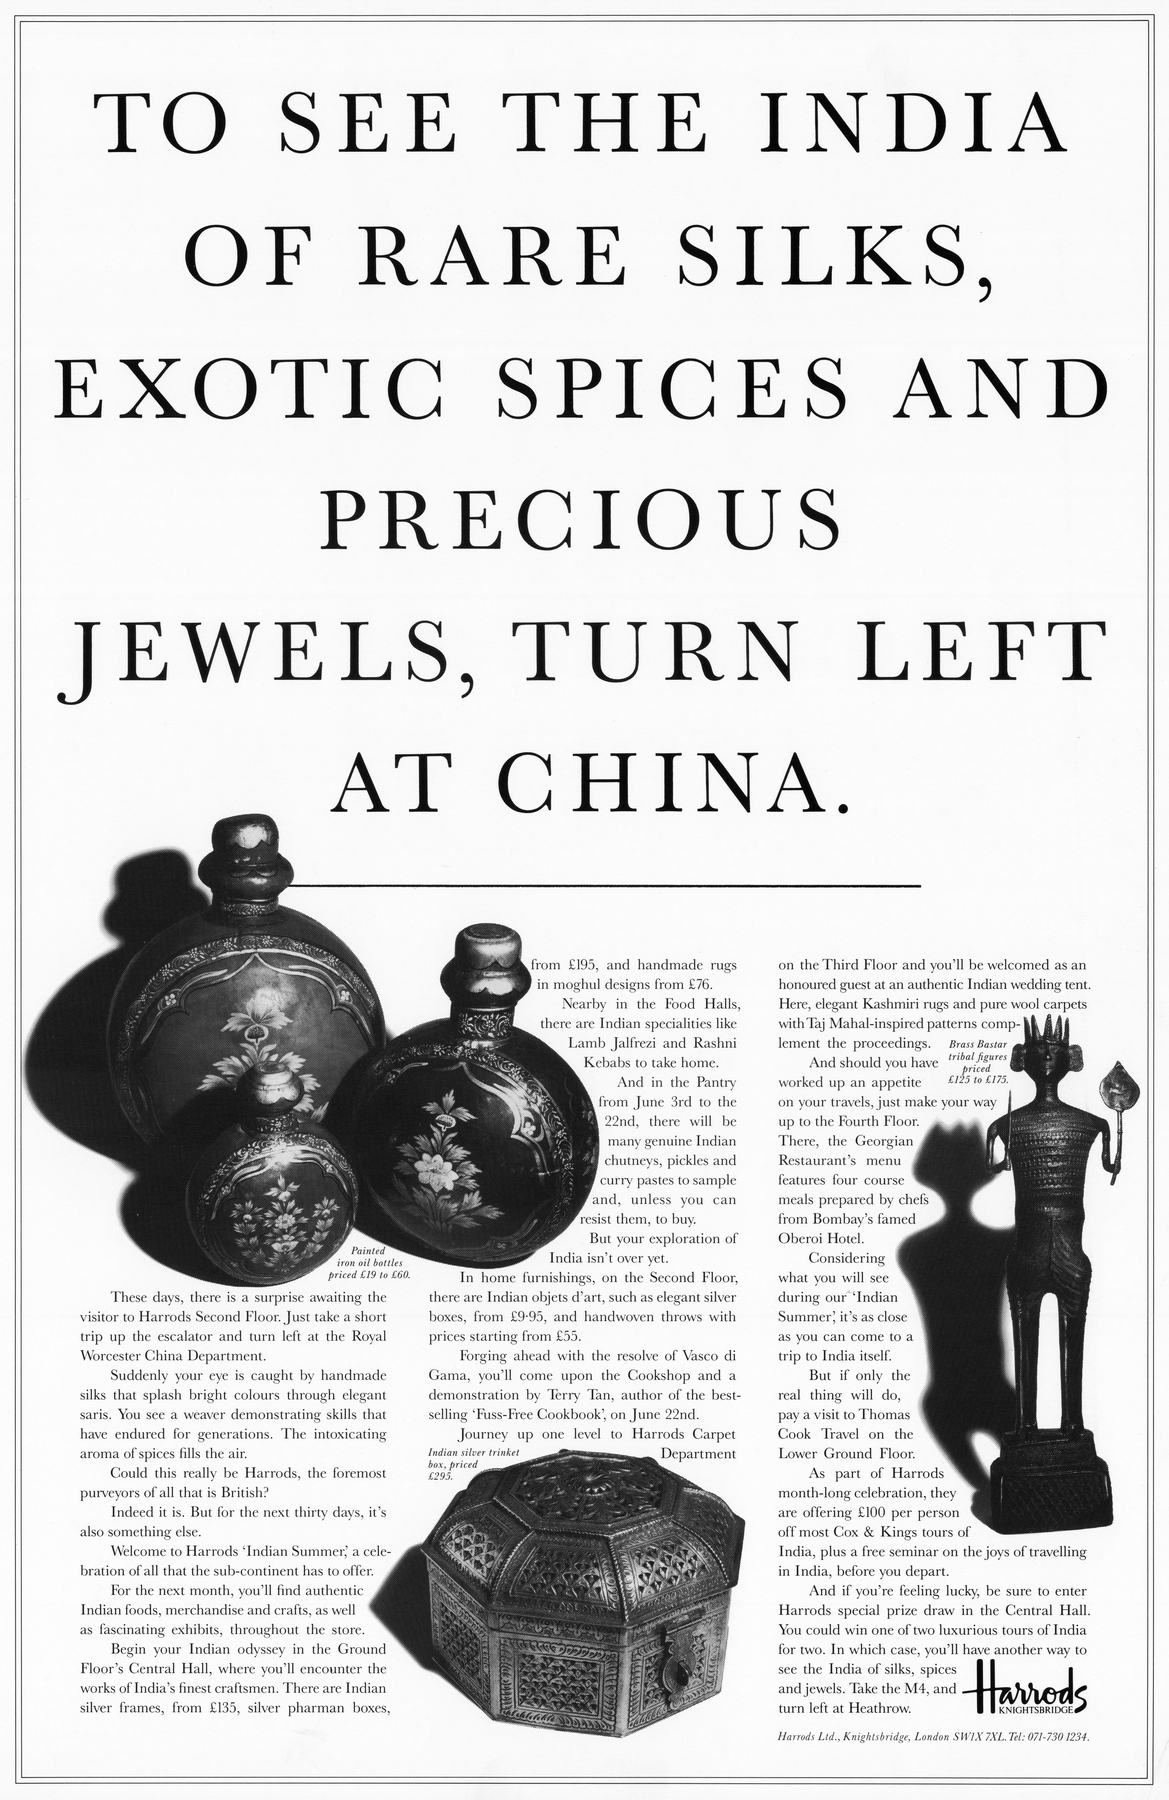 TO SEE THE INDIA
OF RARE SILKS,
EXOTIC SPICES AND
PRECIOUS
JEWELS, TURN LEFT
AT CHINA.
Painted
iron oil bottles
priced £19 to £60.
These days, there is a surprise awaiting the
visitor to Harrods Second Floor. Just take a short
trip up the escalator and turn left at the Royal
Worcester China Department.
Suddenly your eye is caught by handmade
silks that splash bright colours through elegant
saris. You see a weaver demonstrating skills that
have endured for generations. The intoxicating
aroma of spices fills the air.
Could this really be Harrods, the foremost
purveyors of all that is British?
Indeed it is. But for the next thirty days, it's
also something else.
Welcome to Harrods 'Indian Summer,' a cele-
bration of all that the sub-continent has to offer.
For the next month, you'll find authentic
Indian foods, merchandise and crafts, as well
as fascinating exhibits, throughout the store.
Begin your Indian odyssey in the Ground
Floor's Central Hall, where you'll encounter the
works of India's finest craftsmen. There are Indian
silver frames, from £135, silver pharman boxes,
from £195, and handmade rugs
in moghul designs from £76.
Nearby in the Food Halls,
there are Indian specialities like
Lamb Jalfrezi and Rashni
Kebabs to take home.
And in the Pantry
from June 3rd to the
22nd, there will be
many genuine Indian
chutneys, pickles and
curry pastes to sample
and, unless you can
resist them, to buy.
But your exploration of
India isn't over yet.
In home furnishings, on the Second Floor,
there are Indian objets d'art, such as elegant silver
boxes, from £9·95, and handwoven throws with
prices starting from £55.
Forging ahead with the resolve of Vasco di
Gama, you'll come upon the Cookshop and a
demonstration by Terry Tan, author of the best-
selling 'Fuss-Free Cookbook', on June 22nd.
Journey up one level to Harrods Carpet
Department
Indian silver trinket
box, priced
£295.
on the Third Floor and you'll be welcomed as an
honoured guest at an authentic Indian wedding tent.
Here, elegant Kashmiri rugs and pure wool carpets
with Taj Mahal-inspired patterns comp-
lement the proceedings.
Brass Bastar
tribal figures
priced
£125 to £175.
And should you have
worked up an appetite
on your travels, just make your way
up to the Fourth Floor.
There, the Georgian
Restaurant's menu
features four course
meals prepared by chefs
from Bombay's famed
Oberoi Hotel.
Considering
what you will see
during our 'Indian
Summer,' it's as close
as you can come to a
trip to India itself.
But if only the
real thing will do,
pay a visit to Thomas
Cook Travel on the
Lower Ground Floor.
As part of Harrods
month-long celebration, they
are offering £100 per person
off most Cox & Kings tours of
India, plus a free seminar on the joys of travelling
in India, before you depart.
And if you're feeling lucky, be sure to enter
Harrods special prize draw in the Central Hall.
You could win one of two luxurious tours of India
for two. In which case, you'll have another way to
see the India of silks, spices
and jewels. Take the M4, and
turn left at Heathrow.
Harrods
KNIGHTSBRIDGE
Harrods Ltd., Knightsbridge, London SW1X 7XL. Tel: 071-730 1234.